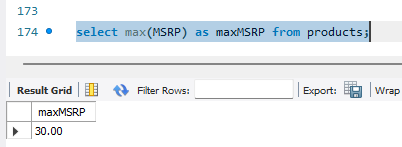 173
174 select max(MSRP) as maxMSRP from products;
Result Grid Filter Rows: Export: Wrap
maxMSRP
30.00